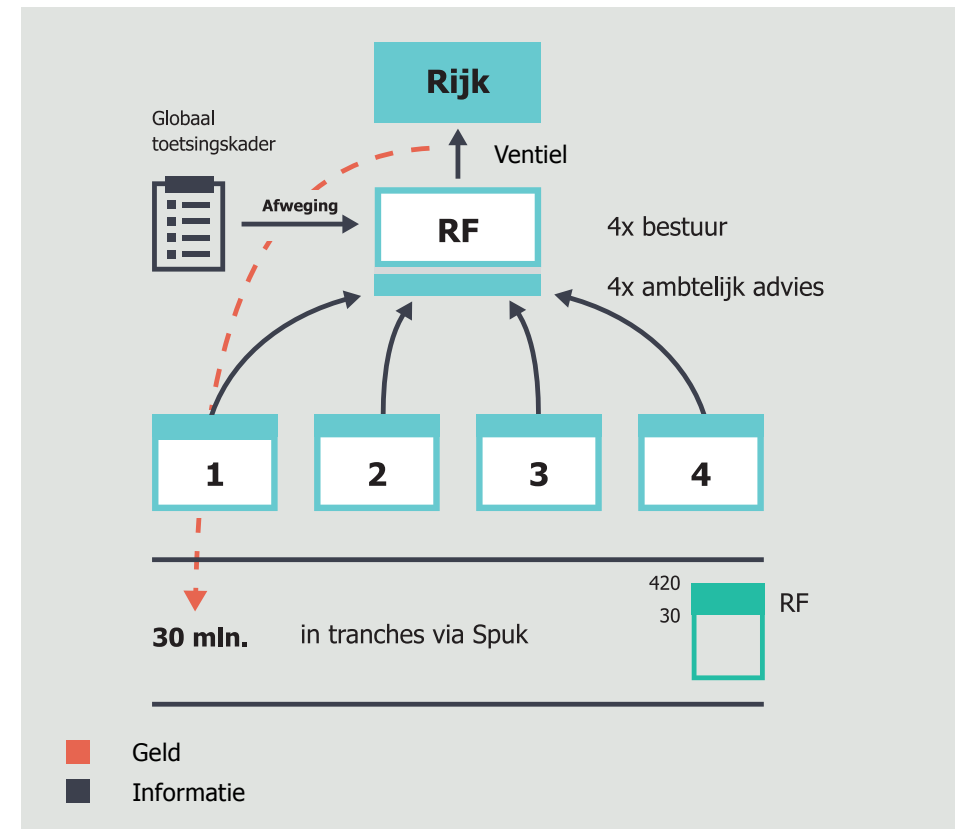 Rijk
Globaal
toetsingskader
Ventiel
Afweging
RF
4x bestuur
4x ambtelijk advies
1
2
3
4
420
30
RF
30 mln.
in tranches via Spuk
Geld
Informatie